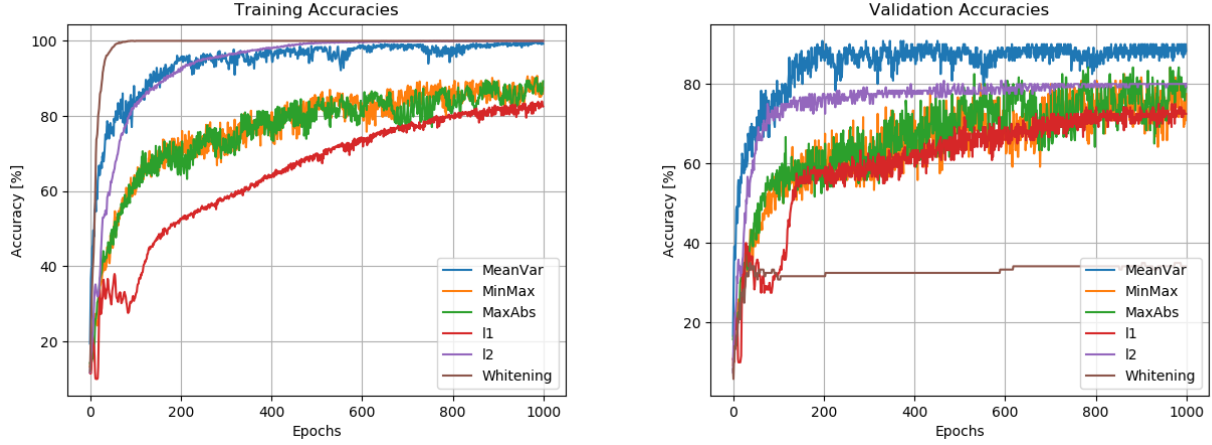 Training Accuracies
100
80
60
40
20
Accuracy [%]
0
200
400
600
800
1000
Epochs
MeanVar
MinMax
MaxAbs
l1
l2
Whitening
Validation Accuracies
80
60
40
20
Accuracy [%]
0
200
400
600
800
1000
Epochs
MeanVar
MinMax
MaxAbs
l1
l2
Whitening